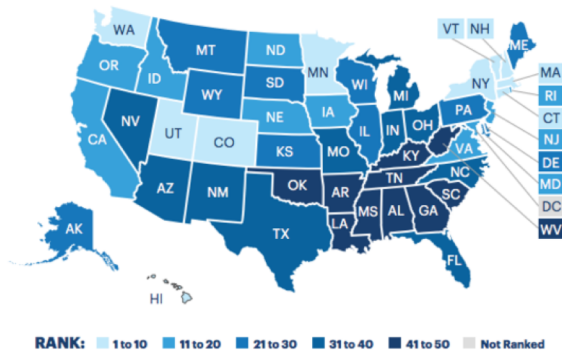 WA
VT NH
ME
MT ND
OR MN
ID SD WI NY MA
WY MI RI
CT
IA PA
NE NJ
NV IL IN OH
UT CO DE
CA KS MO VA MD
KY DC
NC
AZ NM OK AR TN WV
SC
MS AL GA
TX LA
AK FL
HI
RANK: 1 to 10 11 to 20 21 to 30 31 to 40 41 to 50 Not Ranked